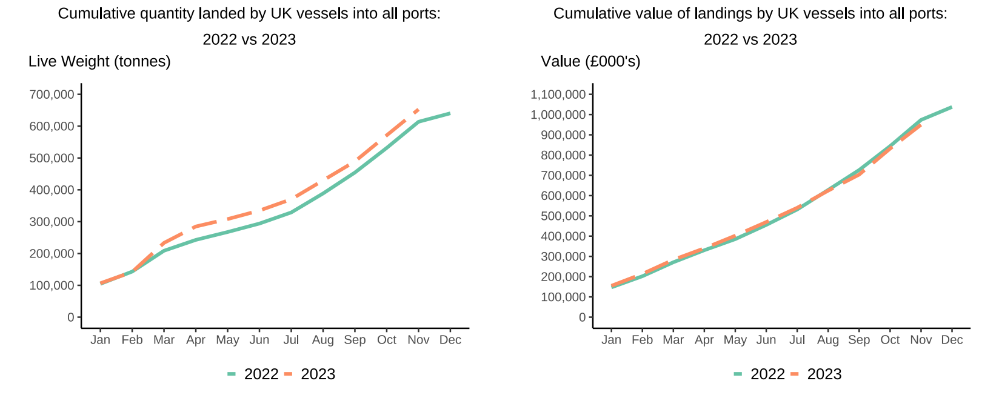 Cumulative quantity landed by UK vessels into all ports:
2022 vs 2023
Live Weight (tonnes)
700,000
600,000
500,000
400,000
300,000
200,000
100,000
0
Jan Feb Mar Apr May Jun Jul Aug Sep Oct Nov Dec
2022 2023
Cumulative value of landings by UK vessels into all ports:
2022 vs 2023
Value (£000's)
1,100,000
1,000,000
900,000
800,000
700,000
600,000
500,000
400,000
300,000
200,000
100,000
0
Jan Feb Mar Apr May Jun Jul Aug Sep Oct Nov Dec
2022 2023